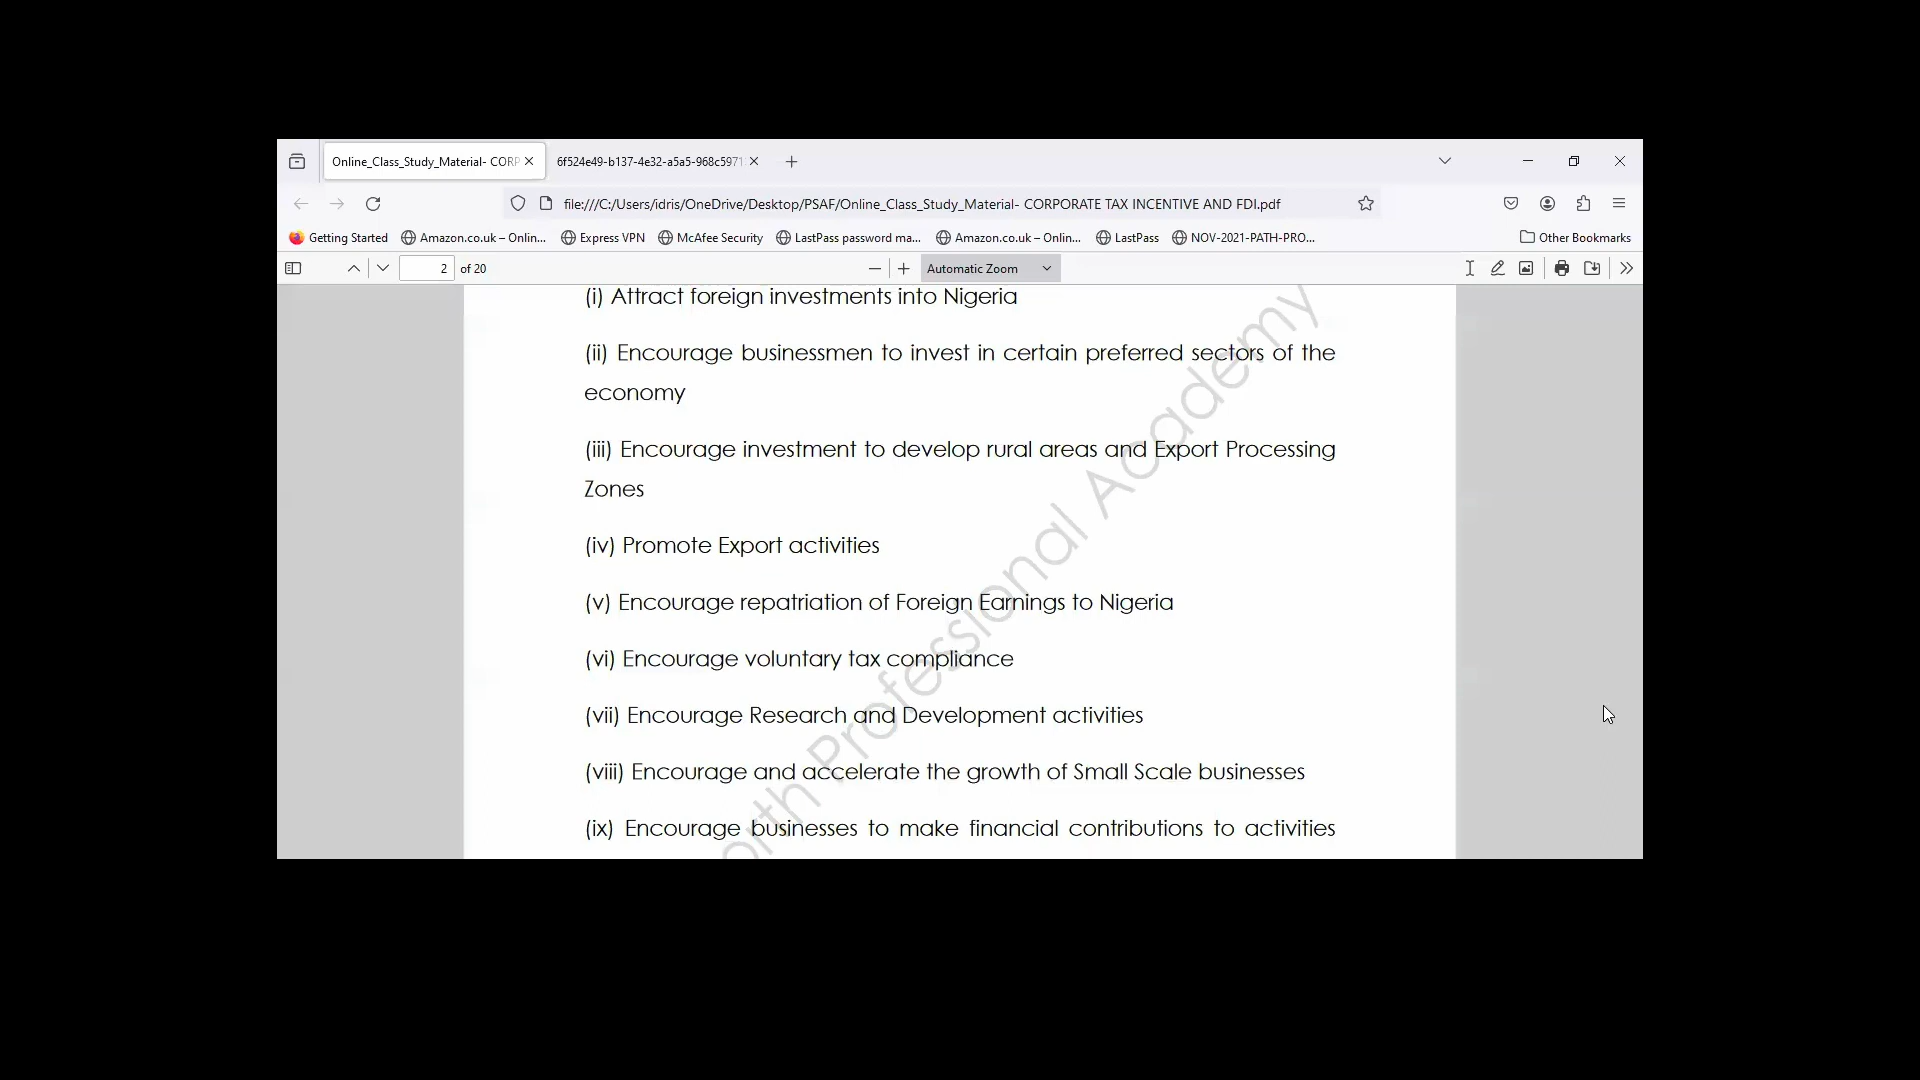 Online_Class_Study_Material- CORP
6f524e49-b137-4e32-a5a5-968c5971
file:///C:/Users/idris/OneDrive/Desktop/PSAF/Online_Class_Study_Material- CORPORATE TAX INCENTIVE AND FDI.pdf
Getting Started Amazon.co.uk – Onlin... Express VPN McAfee Security LastPass password ma... Amazon.co.uk – Onlin... LastPass NOV-2021-PATH-PRO... Other Bookmarks
2 of 20 Automatic Zoom
(i) Attract foreign investments into Nigeria
(ii) Encourage businessmen to invest in certain preferred sectors of the
economy
(iii) Encourage investment to develop rural areas and Export Processing
Zones
(iv) Promote Export activities
(v) Encourage repatriation of Foreign Earnings to Nigeria
(vi) Encourage voluntary tax compliance
(vii) Encourage Research and Development activities
(viii) Encourage and accelerate the growth of Small Scale businesses
(ix) Encourage businesses to make financial contributions to activities
orth Professional Academy